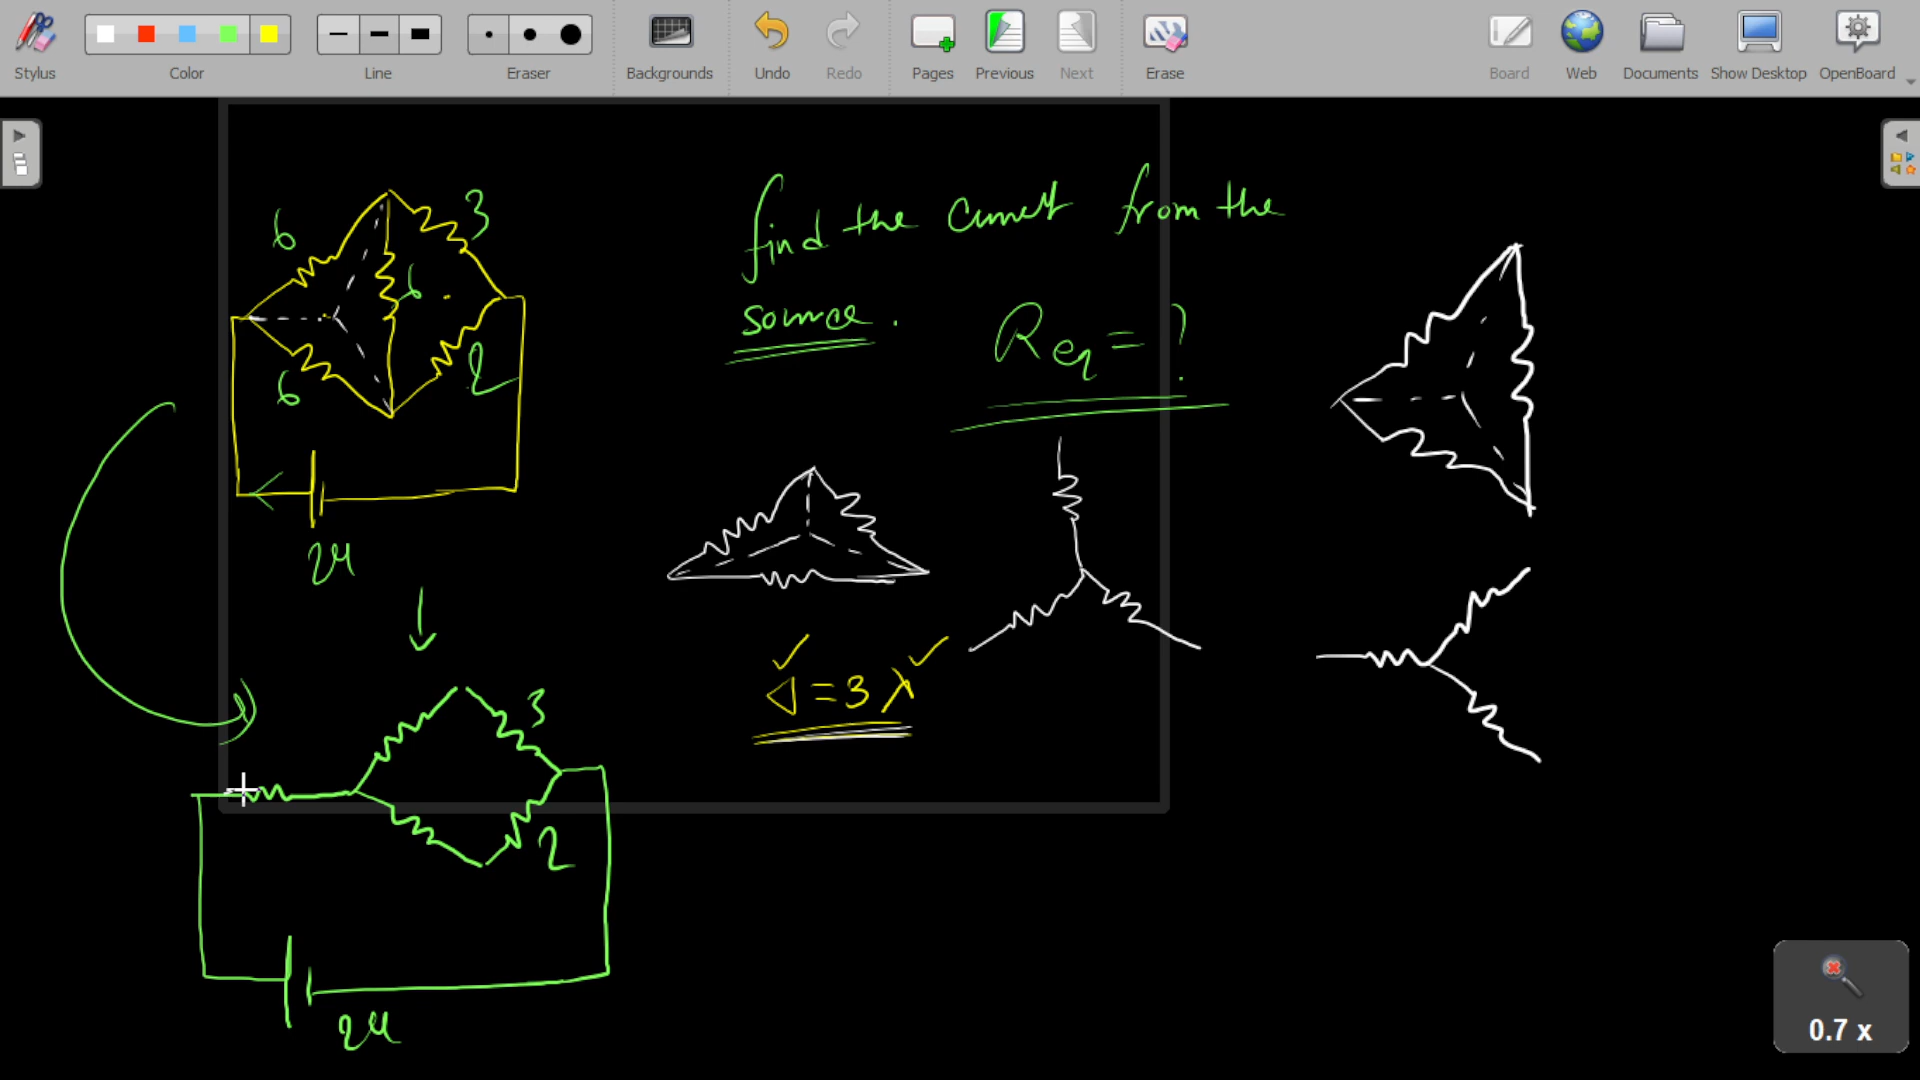 Stylus
Color
Line
Eraser
Backgrounds
Undo
Redo
Pages
Previous
Next
Erase
Board
Web
Documents
Show Desktop
OpenBoard
find the current from the
source.
Req = ?
6
3
6
6
2
24
Δ = 3 λ
3
2
24
0.7 x